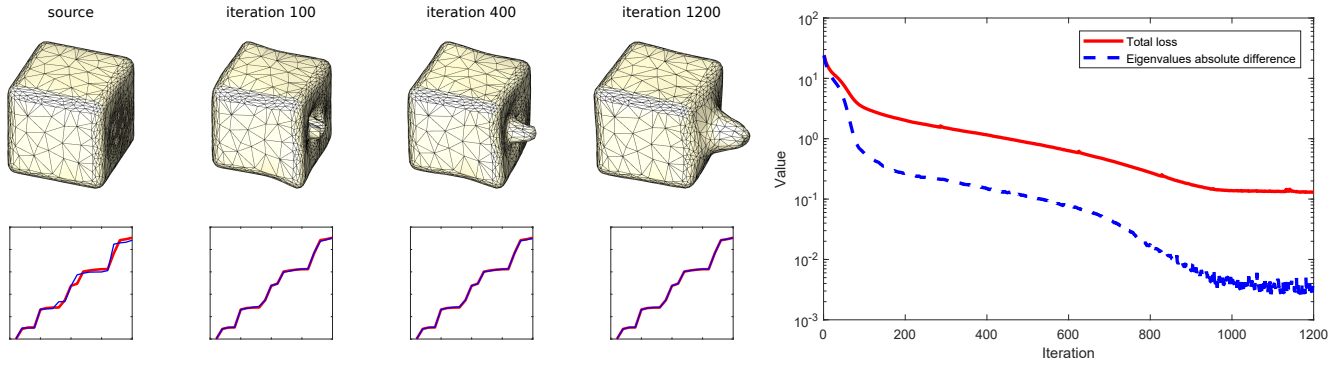 source
iteration 100
iteration 400
iteration 1200
Total loss
Eigenvalues absolute difference
Value
10^2
10^1
10^0
10^-1
10^-2
10^-3
0
200
400
600
800
1000
1200
Iteration